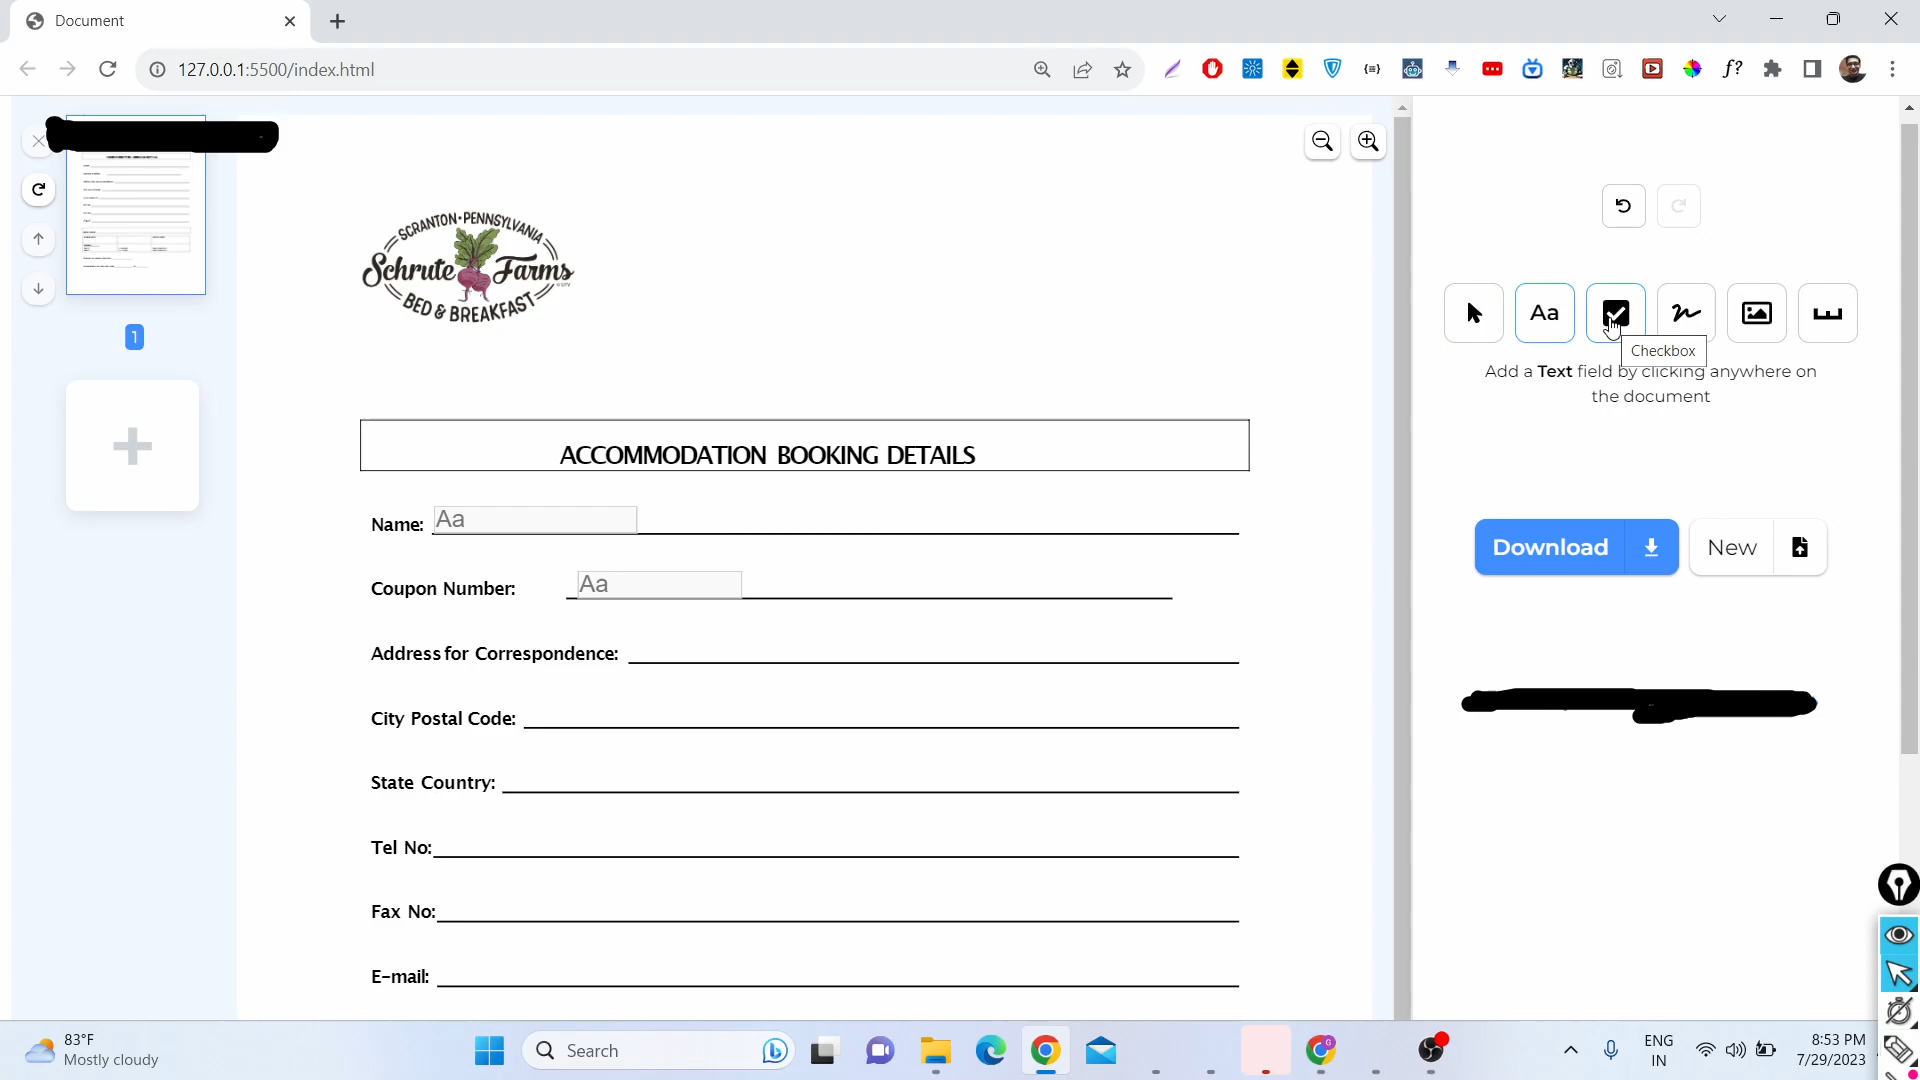 Document
127.0.0.1:5500/index.html
1
SCRANTON • PENNSYLVANIA
Schrute Farms
BED & BREAKFAST
ACCOMMODATION BOOKING DETAILS
Name: Aa
Coupon Number: Aa
Address for Correspondence:
City Postal Code:
State Country:
Tel No:
Fax No:
E-mail:
Aa
Checkbox
Add a Text field by clicking anywhere on
the document
Download
New
83°F
Mostly cloudy
Search
ENG
IN
8:53 PM
7/29/2023